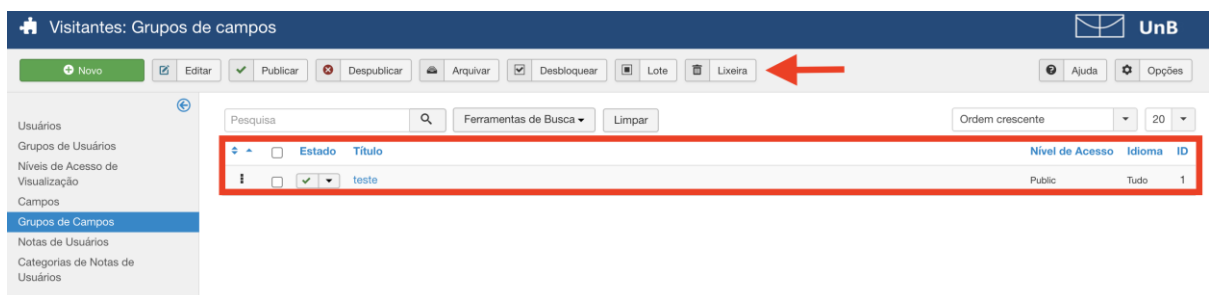 Visitantes: Grupos de campos UnB
Novo Editar Publicar Despublicar Arquivar Desbloquear Lote Lixeira Ajuda Opções
Usuários
Grupos de Usuários
Níveis de Acesso de
Visualização
Campos
Grupos de Campos
Notas de Usuários
Categorias de Notas de
Usuários
Pesquisa Ferramentas de Busca Limpar Ordem crescente 20
Estado Título Nível de Acesso Idioma ID
teste Public Tudo 1